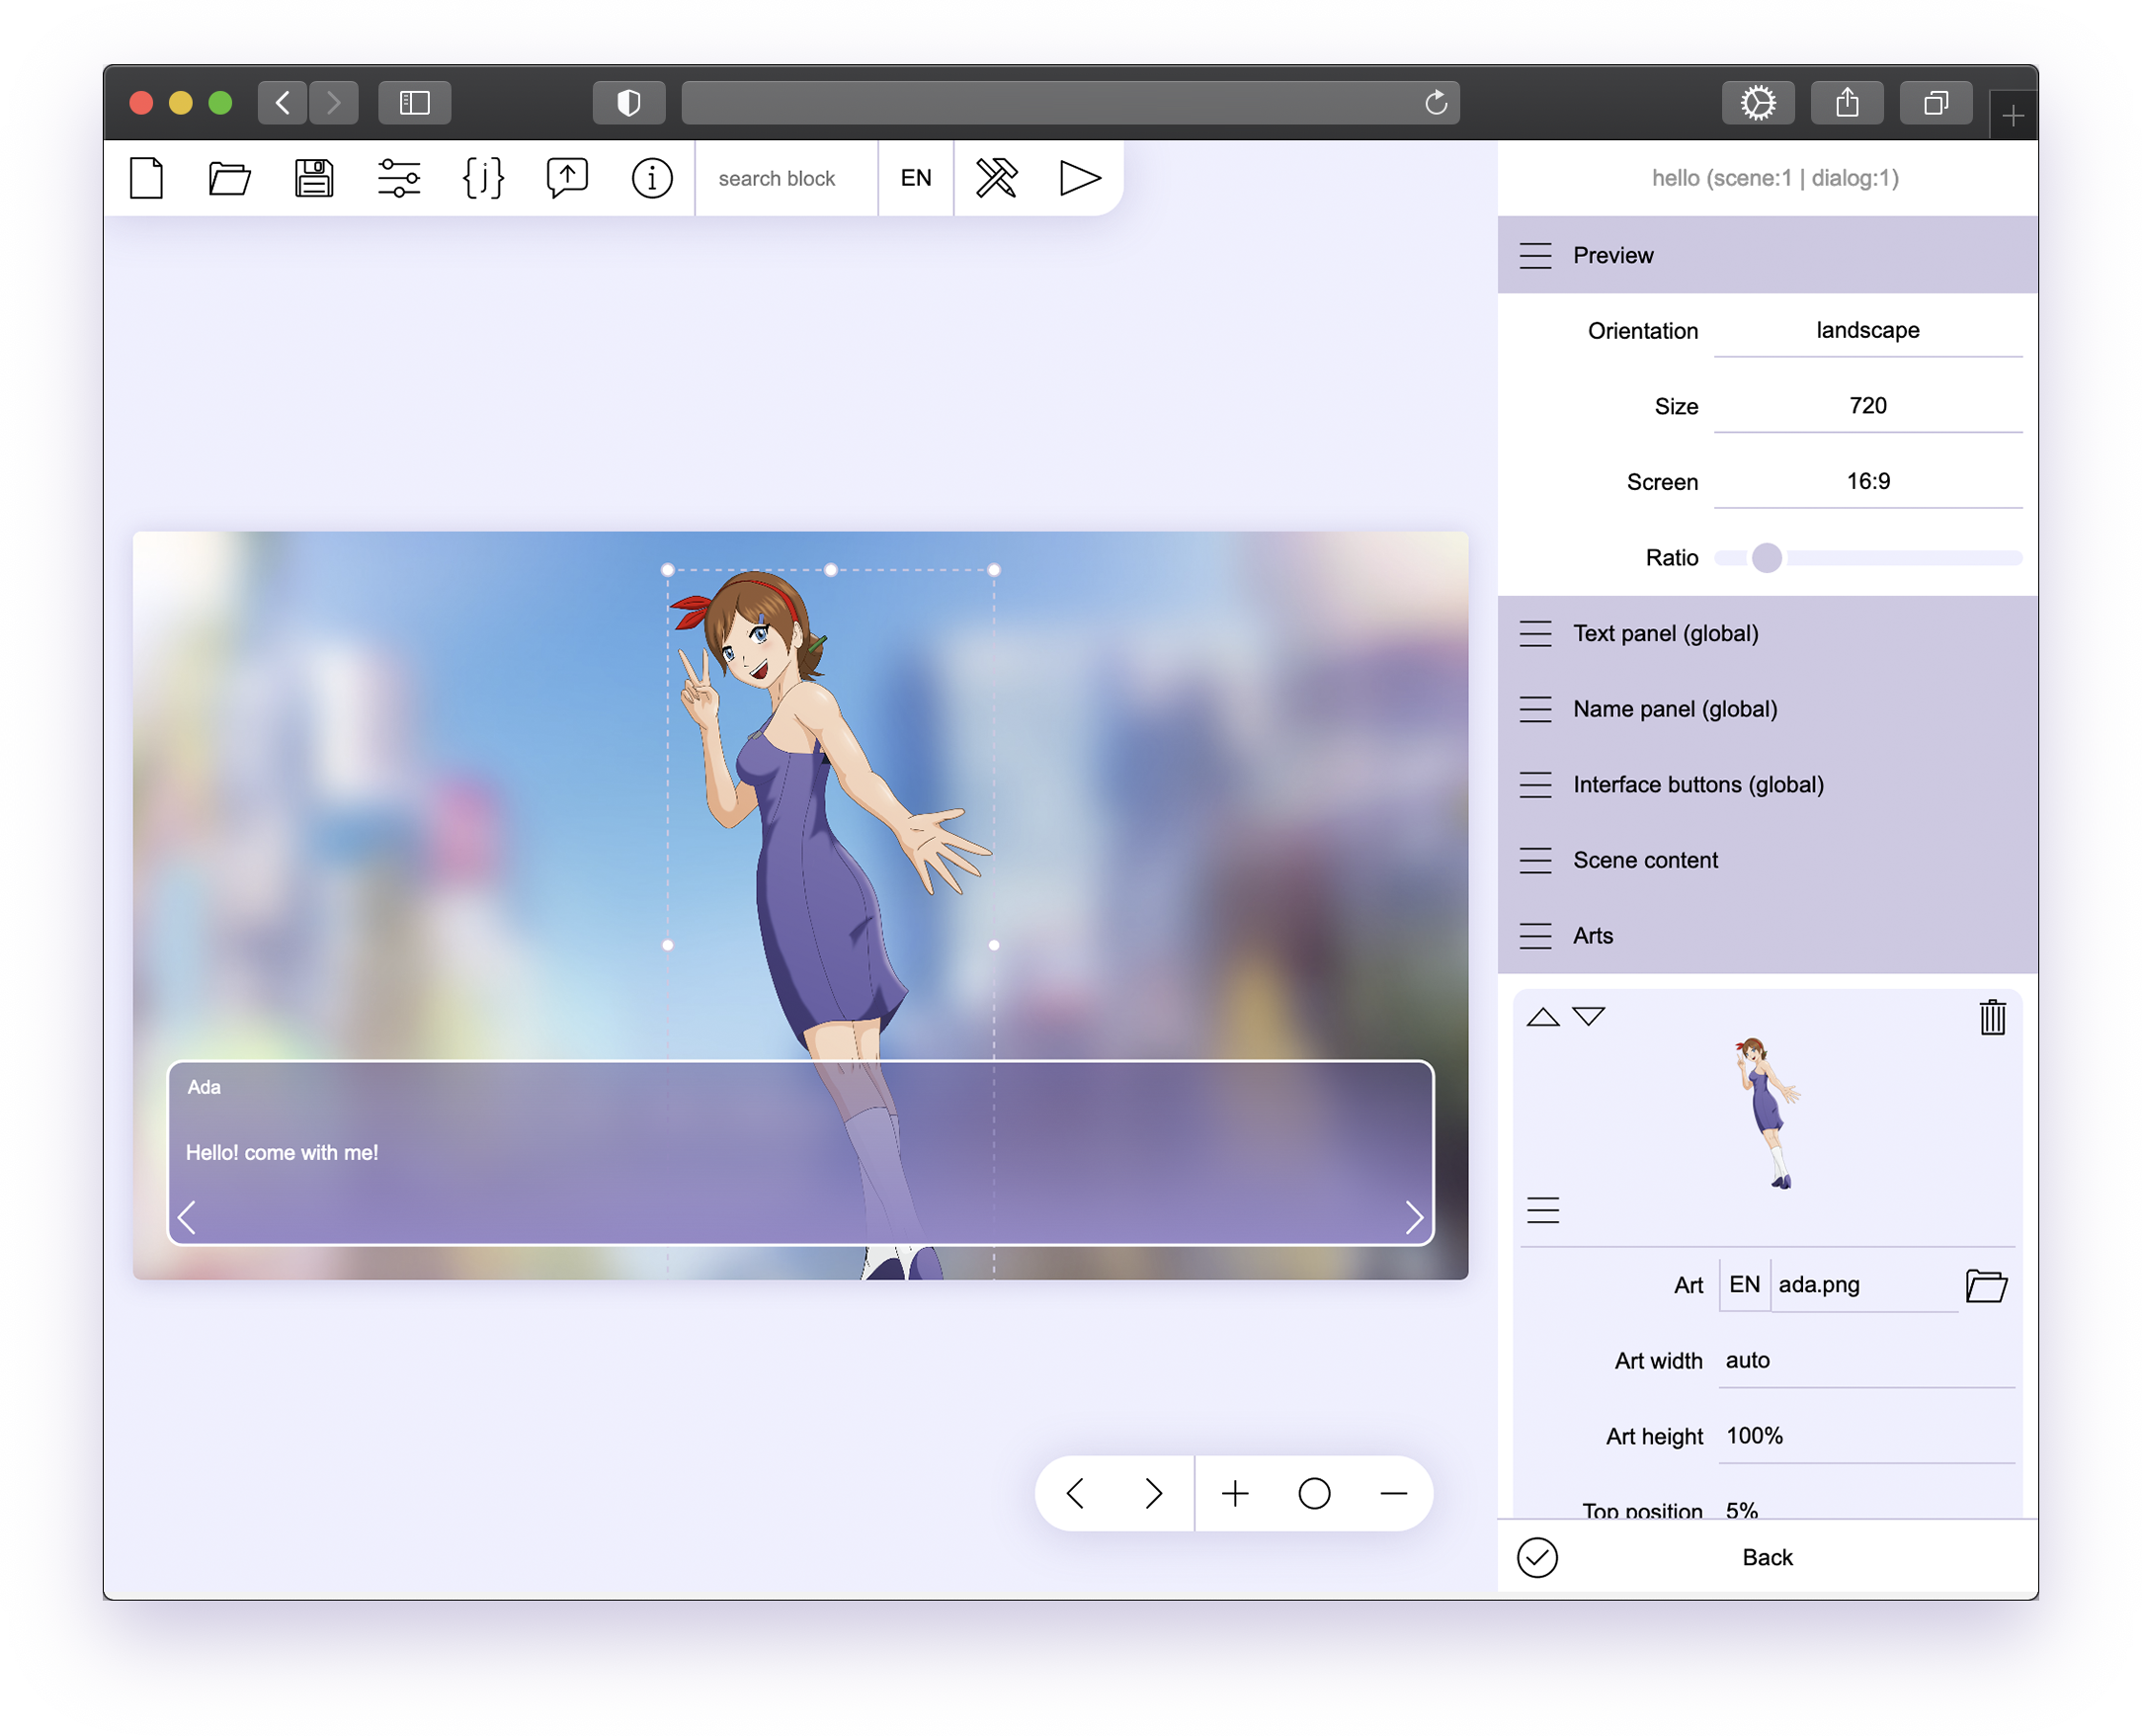 {j}
search block
EN
hello (scene:1 | dialog:1)
Preview
Orientation landscape
Size 720
Screen 16:9
Ratio
Text panel (global)
Name panel (global)
Interface buttons (global)
Scene content
Arts
Ada
Hello! come with me!
Art EN ada.png
Art width auto
Art height 100%
Top position 5%
Back